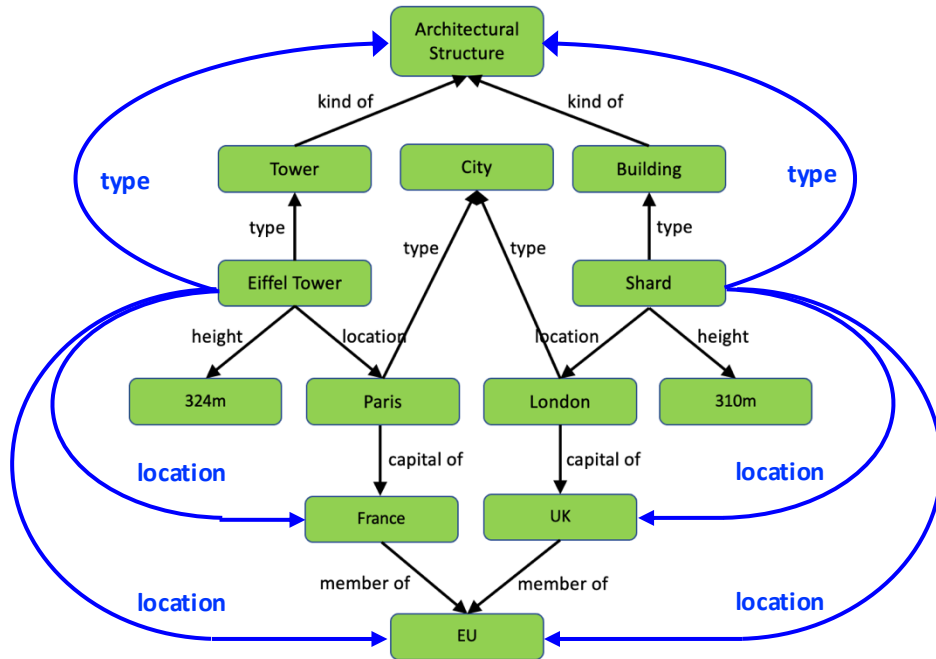 Architectural
Structure
kind of
kind of
Tower
City
Building
type
type
type
type
type
type
Eiffel Tower
Shard
height
location
location
height
324m
Paris
London
310m
capital of
capital of
location
location
France
UK
member of
member of
location
location
EU